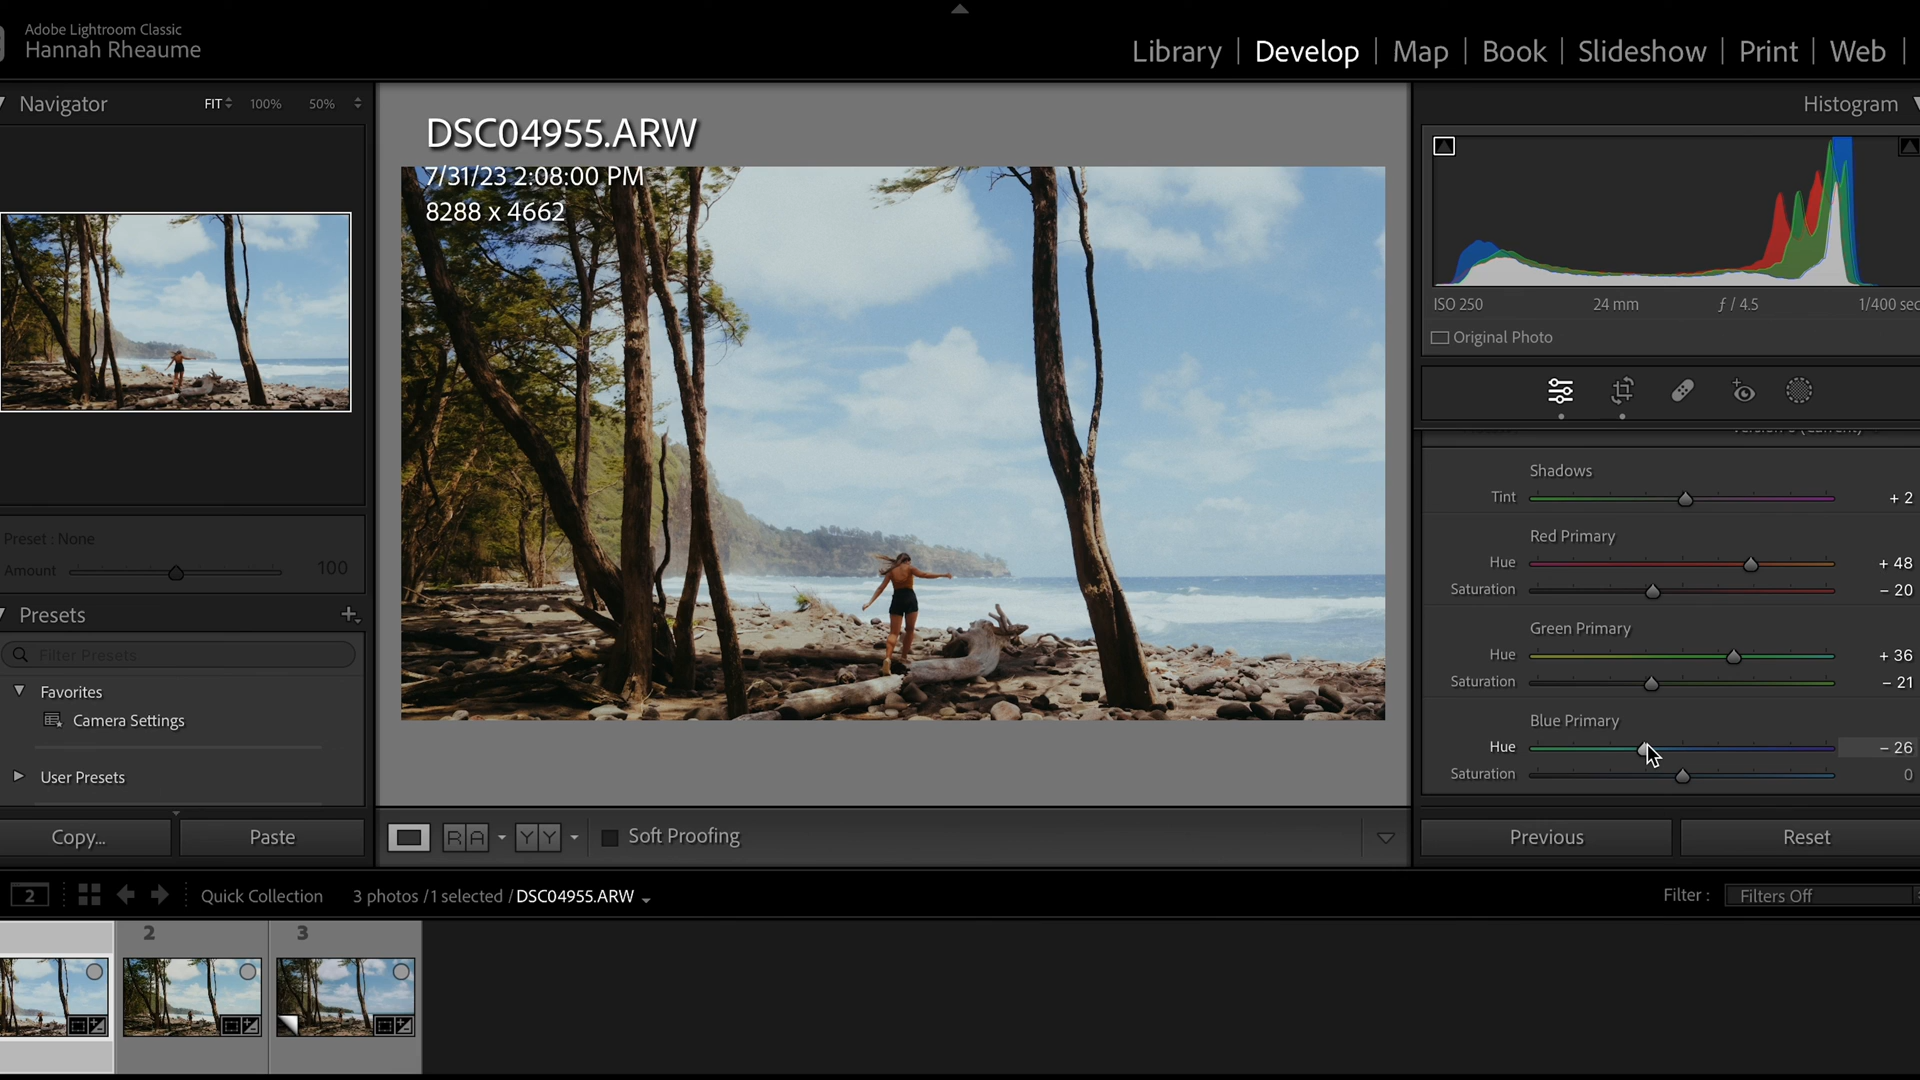 Adobe Lightroom Classic
Hannah Rheaume
Library | Develop | Map | Book | Slideshow | Print | Web |
Navigator FIT 100% 50%
Histogram
DSC04955.ARW
7/31/23 2:08:00 PM
8288 x 4662
ISO 250 24 mm ƒ / 4.5 1/400 sec
Original Photo
(Current)
Shadows
Tint + 2
Red Primary
Hue + 48
Saturation – 20
Green Primary
Hue + 36
Saturation – 21
Blue Primary
Hue – 26
Saturation 0
Preset : None
Amount 100
Presets
Filter Presets
Favorites
Camera Settings
User Presets
Copy... Paste
R A Y Y Soft Proofing
Previous Reset
2 Quick Collection 3 photos /1 selected / DSC04955.ARW
Filter : Filters Off
2 3